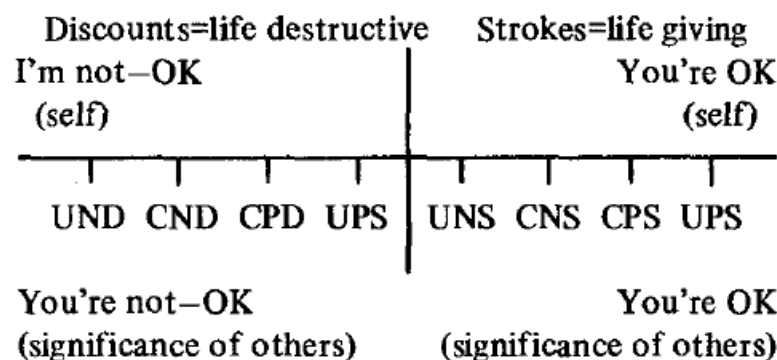 Discounts=life destructive Strokes=life giving
I'm not–OK You're OK
(self) (self)
UND CND CPD UPS UNS CNS CPS UPS
You're not–OK You're OK
(significance of others) (significance of others)